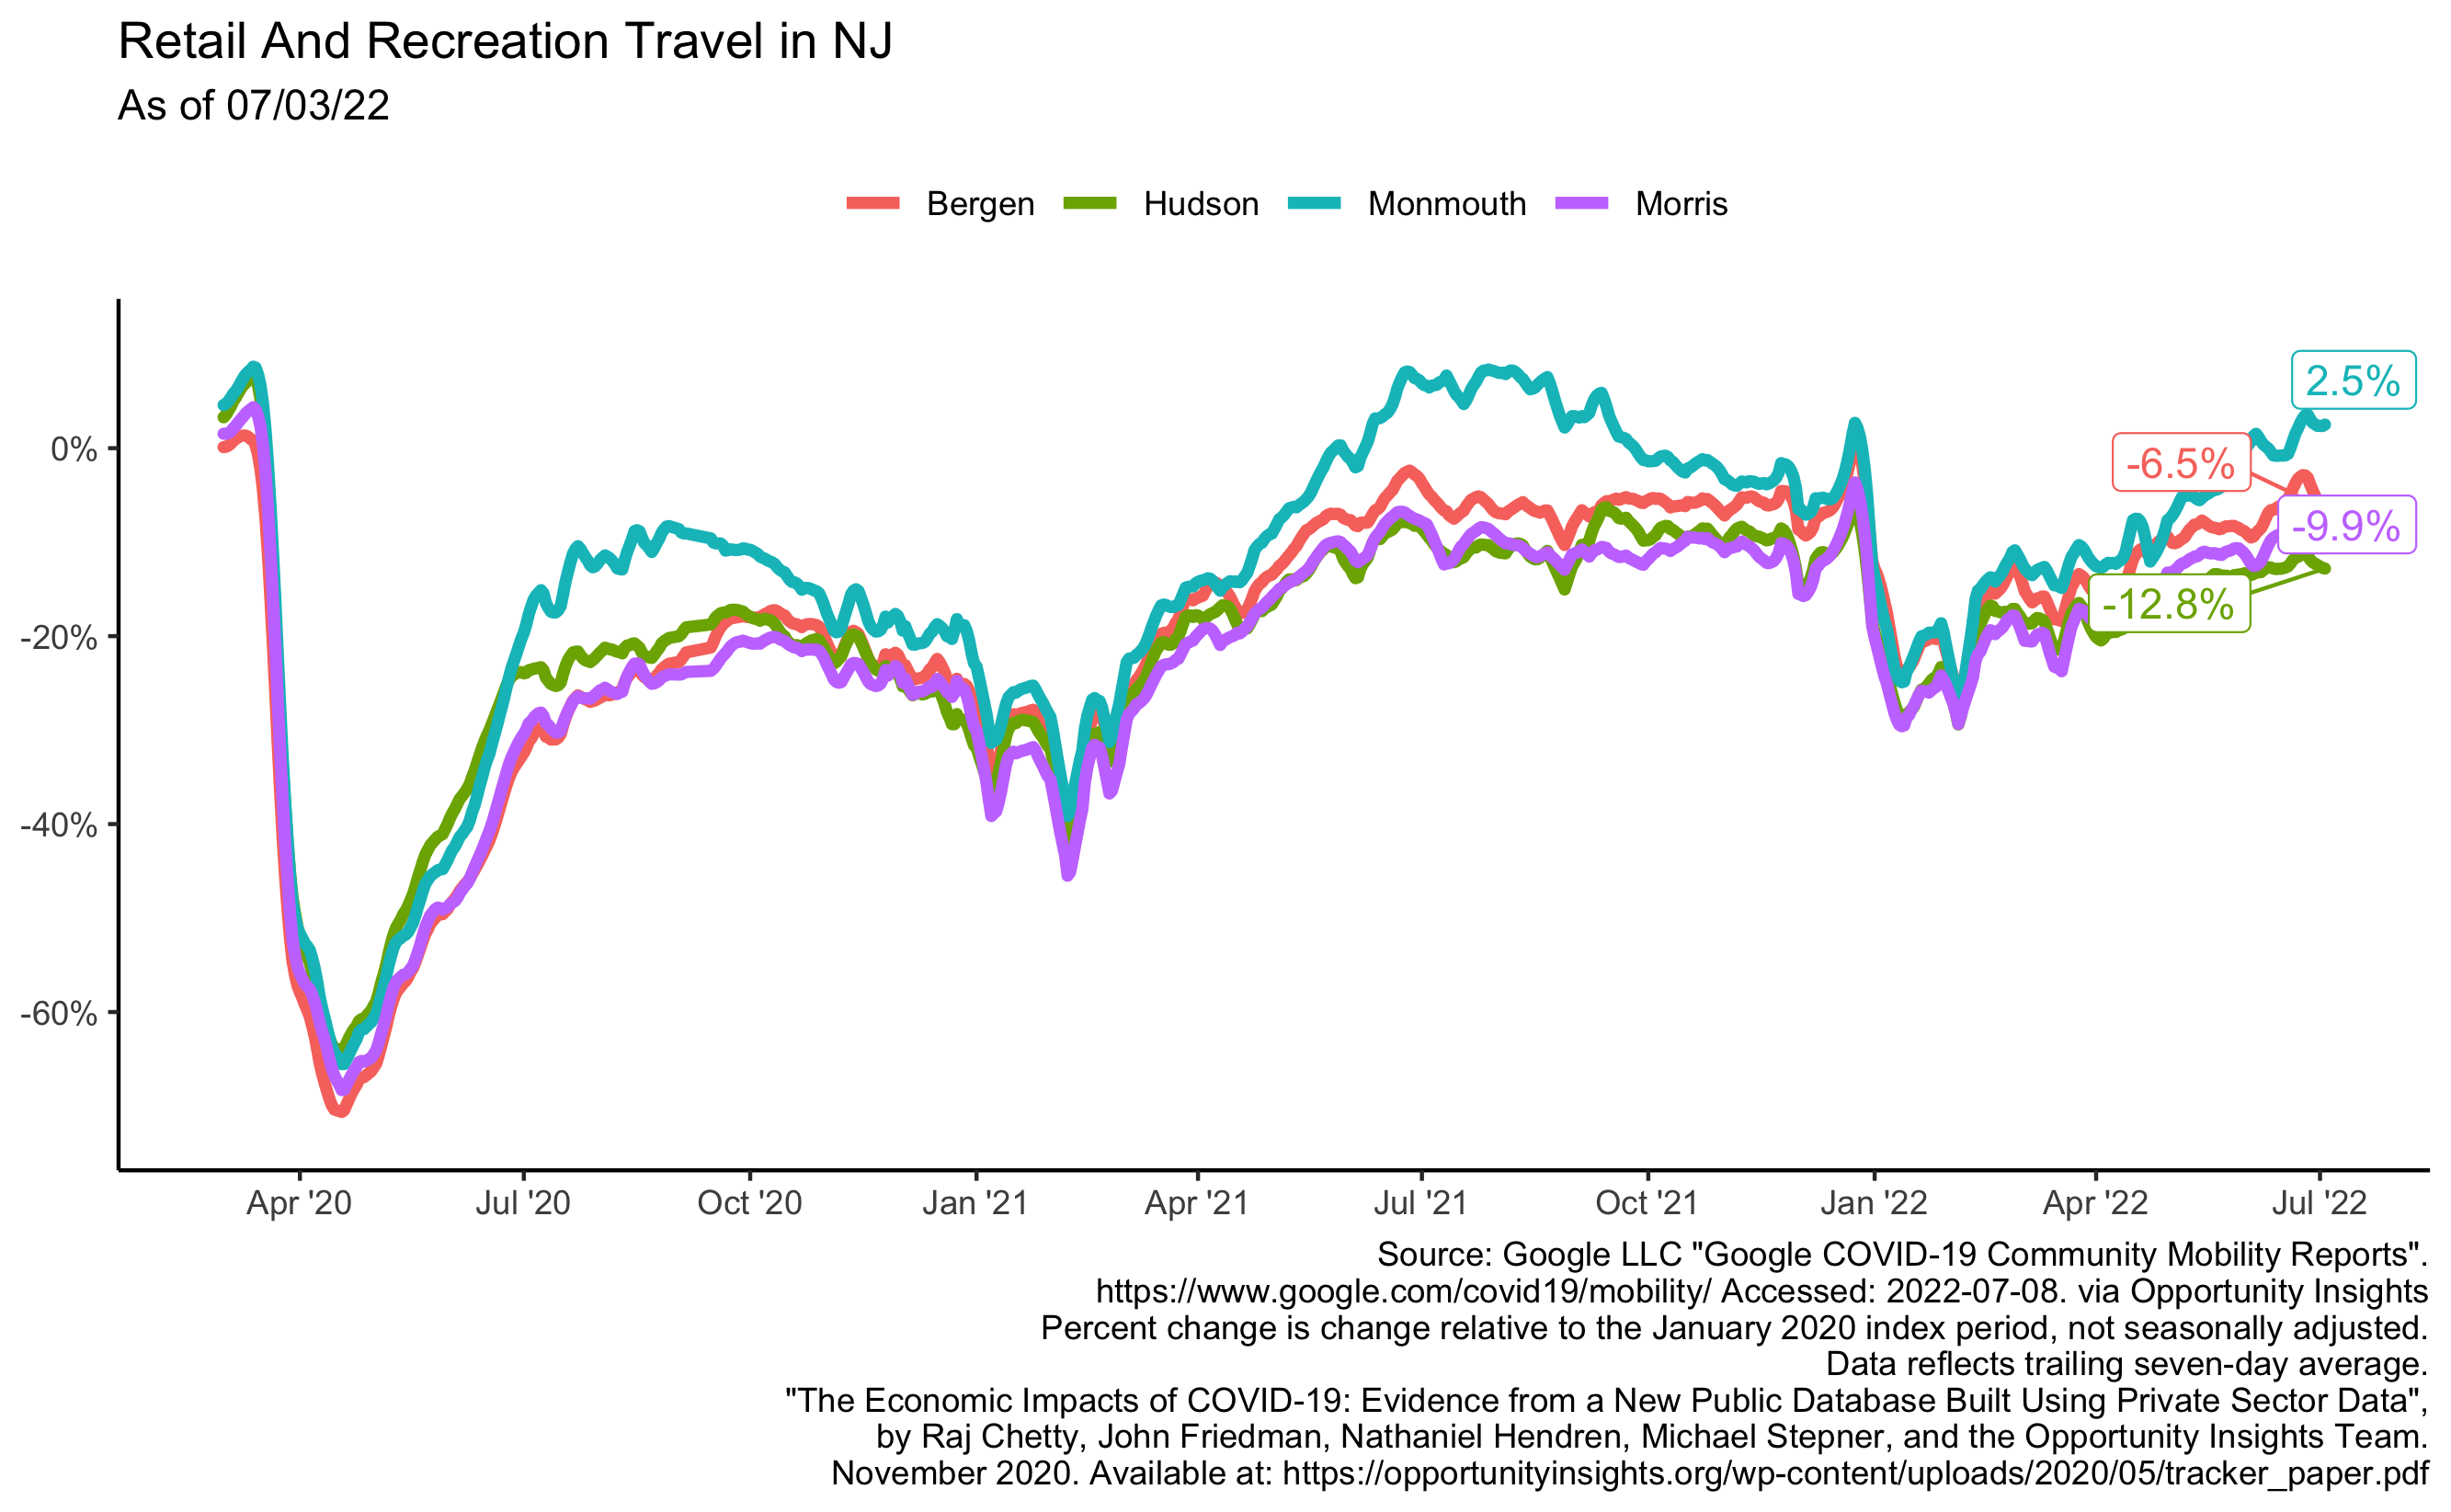 Retail And Recreation Travel in NJ
As of 07/03/22
Bergen Hudson Monmouth Morris
2.5%
0%
-6.5%
-9.9%
-12.8%
-20%
-40%
-60%
Apr '20 Jul '20 Oct '20 Jan '21 Apr '21 Jul '21 Oct '21 Jan '22 Apr '22 Jul '22
Source: Google LLC "Google COVID-19 Community Mobility Reports".
https://www.google.com/covid19/mobility/ Accessed: 2022-07-08. via Opportunity Insights
Percent change is change relative to the January 2020 index period, not seasonally adjusted.
Data reflects trailing seven-day average.
"The Economic Impacts of COVID-19: Evidence from a New Public Database Built Using Private Sector Data",
by Raj Chetty, John Friedman, Nathaniel Hendren, Michael Stepner, and the Opportunity Insights Team.
November 2020. Available at: https://opportunityinsights.org/wp-content/uploads/2020/05/tracker_paper.pdf